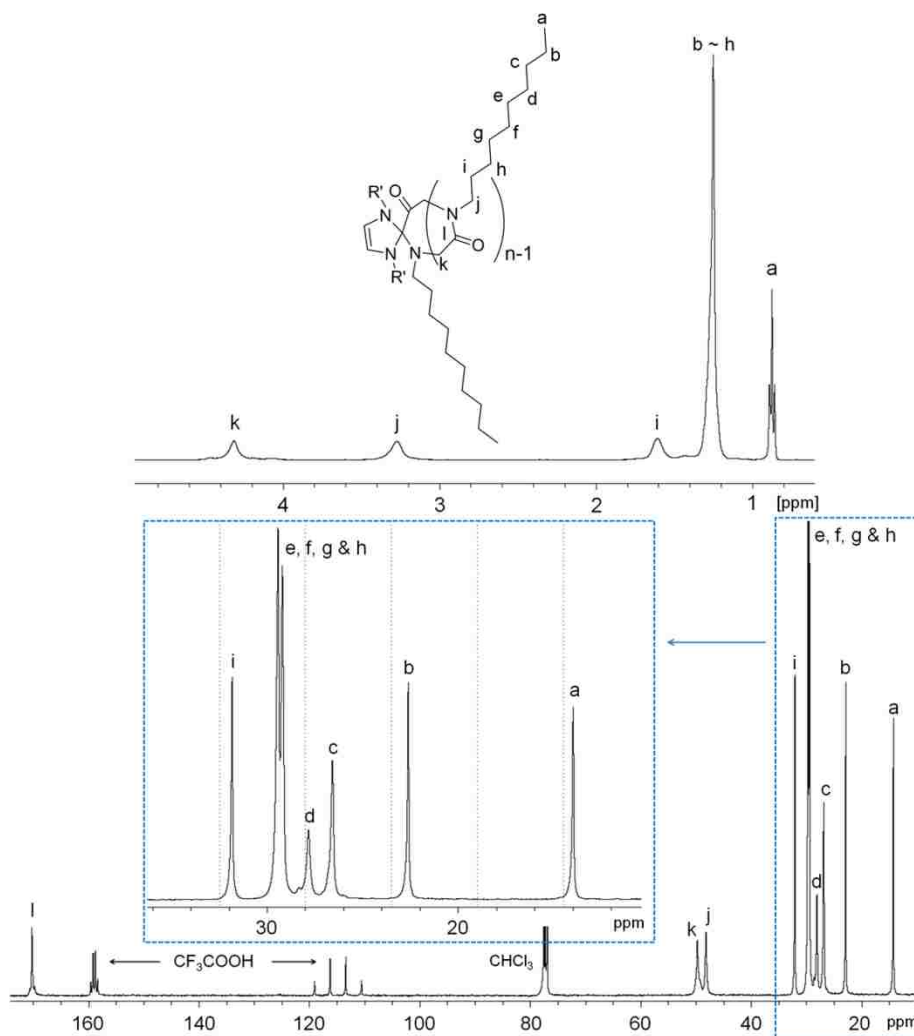 a
b
c
d
e
f
g
h
i
j
b ~ h
a
R'
O
N
N
l
O
n-1
N
N
R'
k
k
j
i
4
3
2
1
[ppm]
e, f, g & h
i
d
c
b
a
30
20
ppm
e, f, g & h
i
d
c
b
a
l
CF₃COOH
CHCl₃
k
j
160
140
120
100
80
60
40
20
ppm